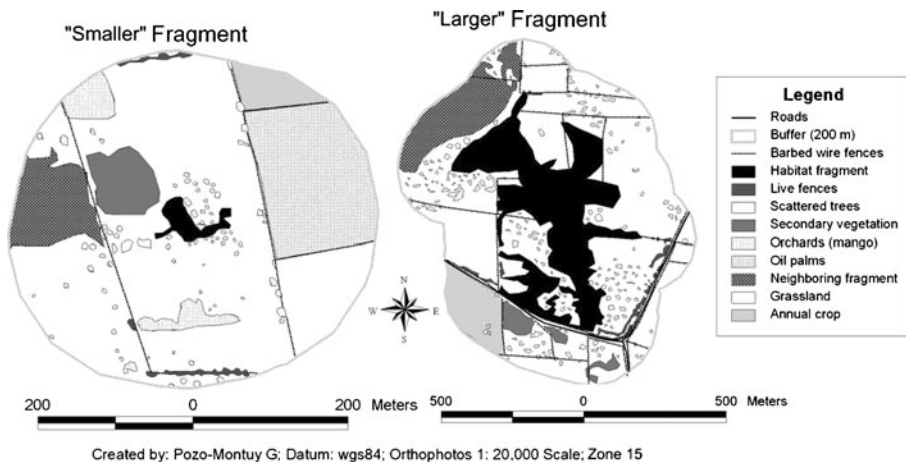 "Smaller" Fragment
"Larger" Fragment
Legend
Roads
Buffer (200 m)
Barbed wire fences
Habitat fragment
Live fences
Scattered trees
Secondary vegetation
Orchards (mango)
Oil palms
Neighboring fragment
Grassland
Annual crop
N
W E
S
200 0 200 Meters
500 0 500 Meters
Created by: Pozo-Montuy G; Datum: wgs84; Orthophotos 1: 20,000 Scale; Zone 15